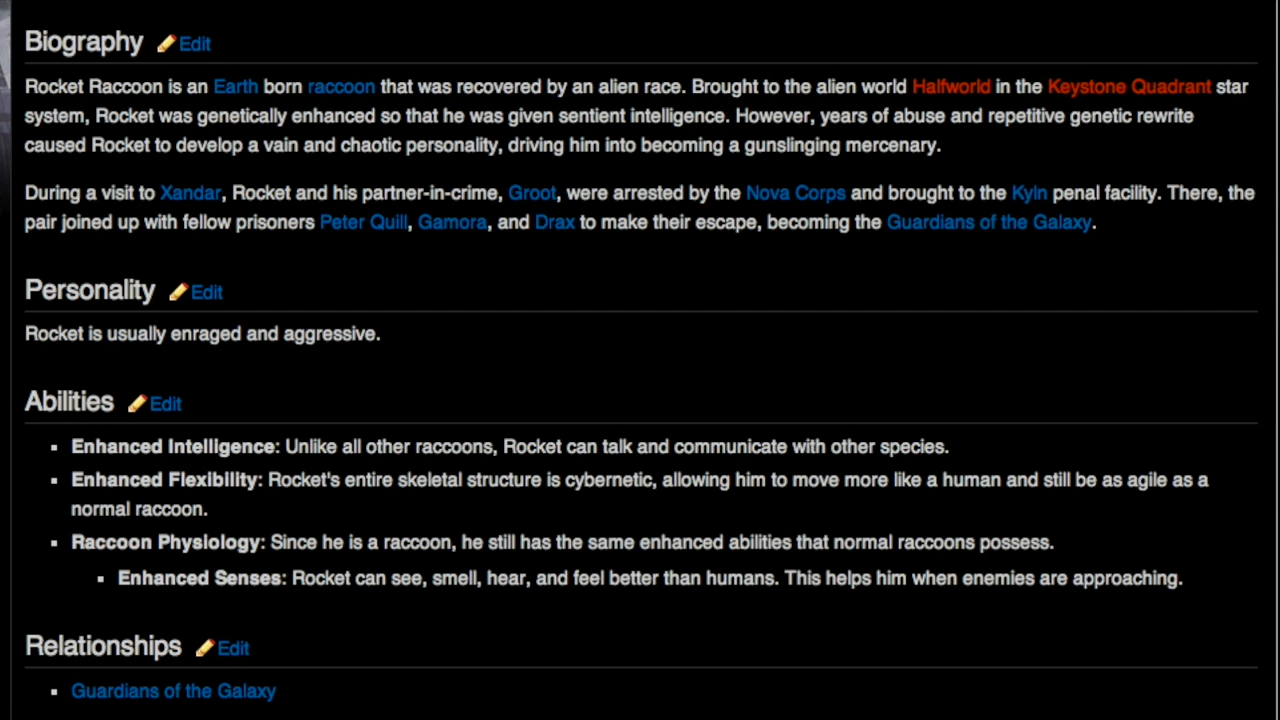 Biography Edit
Rocket Raccoon is an Earth born raccoon that was recovered by an alien race. Brought to the alien world Halfworld in the Keystone Quadrant star
system, Rocket was genetically enhanced so that he was given sentient intelligence. However, years of abuse and repetitive genetic rewrite
caused Rocket to develop a vain and chaotic personality, driving him into becoming a gunslinging mercenary.
During a visit to Xandar, Rocket and his partner-in-crime, Groot, were arrested by the Nova Corps and brought to the Kyln penal facility. There, the
pair joined up with fellow prisoners Peter Quill, Gamora, and Drax to make their escape, becoming the Guardians of the Galaxy.
Personality Edit
Rocket is usually enraged and aggressive.
Abilities Edit
▪ Enhanced Intelligence: Unlike all other raccoons, Rocket can talk and communicate with other species.
▪ Enhanced Flexibility: Rocket's entire skeletal structure is cybernetic, allowing him to move more like a human and still be as agile as a
normal raccoon.
▪ Raccoon Physiology: Since he is a raccoon, he still has the same enhanced abilities that normal raccoons possess.
▪ Enhanced Senses: Rocket can see, smell, hear, and feel better than humans. This helps him when enemies are approaching.
Relationships Edit
▪ Guardians of the Galaxy